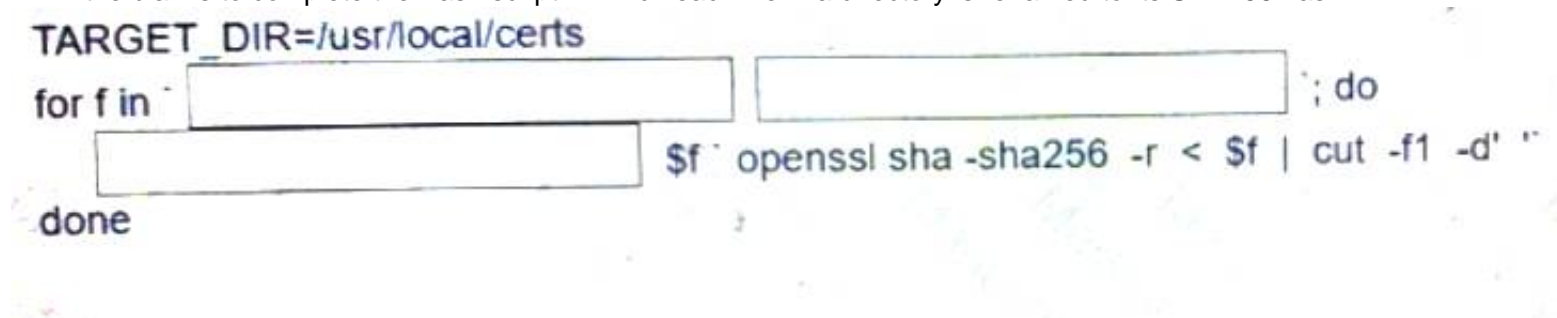 TARGET_DIR=/usr/local/certs
for f in ` `; do
$f ` openssl sha -sha256 -r < $f | cut -f1 -d' '`
done